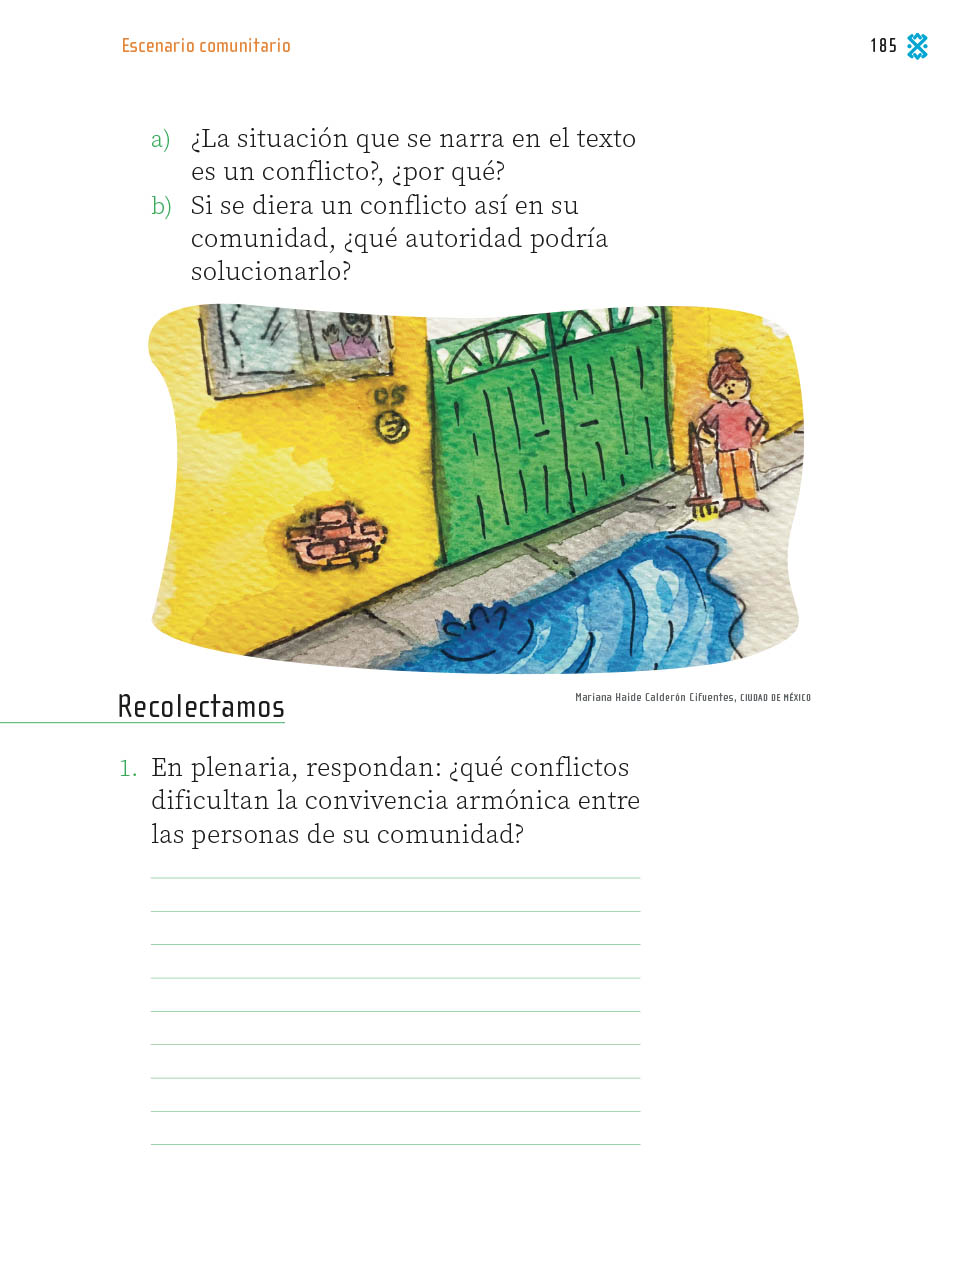 Escenario comunitario
185
a) ¿La situación que se narra en el texto
es un conflicto?, ¿por qué?
b) Si se diera un conflicto así en su
comunidad, ¿qué autoridad podría
solucionarlo?
05
Mariana Haide Calderón Cifuentes, CIUDAD DE MÉXICO
Recolectamos
1. En plenaria, respondan: ¿qué conflictos
dificultan la convivencia armónica entre
las personas de su comunidad?